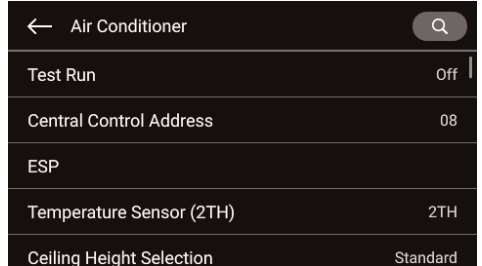 Air Conditioner
Test Run Off
Central Control Address 08
ESP
Temperature Sensor (2TH) 2TH
Ceiling Height Selection Standard